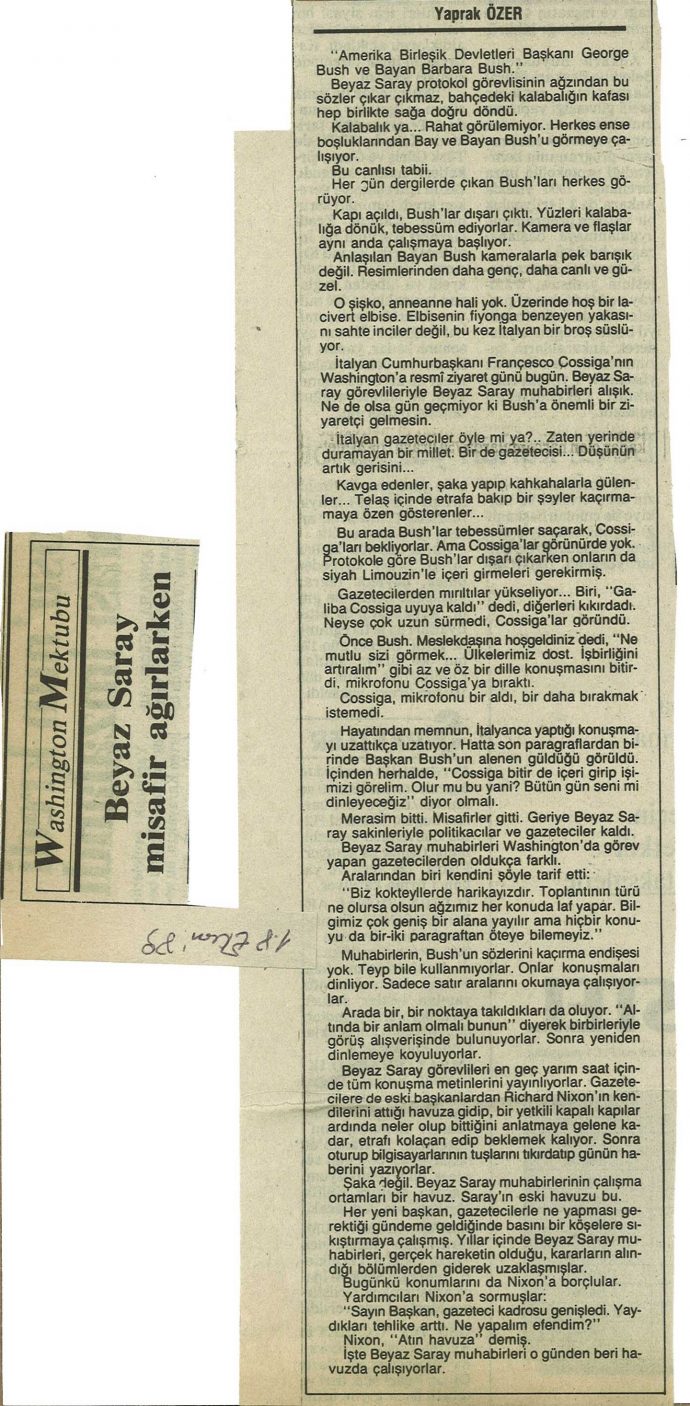 Washington Mektubu
Beyaz Saray
misafir ağırlarken
18 Ekim '89
Yaprak ÖZER
"Amerika Birleşik Devletleri Başkanı George
Bush ve Bayan Barbara Bush."
Beyaz Saray protokol görevlisinin ağzından bu
sözler çıkar çıkmaz, bahçedeki kalabalığın kafası
hep birlikte sağa doğru döndü.
Kalabalık ya... Rahat görülemiyor. Herkes ense
boşluklarından Bay ve Bayan Bush'u görmeye ça-
lışıyor.
Bu canlısı tabii.
Her gün dergilerde çıkan Bush'ları herkes gö-
rüyor.
Kapı açıldı, Bush'lar dışarı çıktı. Yüzleri kalaba-
lığa dönük, tebessüm ediyorlar. Kamera ve flaşlar
aynı anda çalışmaya başlıyor.
Anlaşılan Bayan Bush kameralarla pek barışık
değil. Resimlerinden daha genç, daha canlı ve gü-
zel.
O şişko, anneanne hali yok. Üzerinde hoş bir la-
civert elbise. Elbisenin fiyonga benzeyen yakası-
nı sahte inciler değil, bu kez İtalyan bir broş süslü-
yor.
İtalyan Cumhurbaşkanı Françesco Cossiga'nın
Washington'a resmî ziyaret günü bugün. Beyaz Sa-
ray görevlileriyle Beyaz Saray muhabirleri alışık.
Ne de olsa gün geçmiyor ki Bush'a önemli bir zi-
yaretçi gelmesin.
İtalyan gazeteciler öyle mi ya?.. Zaten yerinde
duramayan bir millet. Bir de gazetecisi... Düşünün
artık gerisini...
Kavga edenler, şaka yapıp kahkahalarla gülen-
ler... Telaş içinde etrafa bakıp bir şeyler kaçırma-
maya özen gösterenler...
Bu arada Bush'lar tebessümler saçarak, Cossi-
ga'ları bekliyorlar. Ama Cossiga'lar görünürde yok.
Protokole göre Bush'lar dışarı çıkarken onların da
siyah Limouzin'le içeri girmeleri gerekirmiş.
Gazetecilerden mırıltılar yükseliyor... Biri, "Ga-
liba Cossiga uyuya kaldı" dedi, diğerleri kıkırdadı.
Neyse çok uzun sürmedi, Cossiga'lar göründü.
Önce Bush. Meslekdaşına hoşgeldiniz dedi, "Ne
mutlu sizi görmek... Ülkelerimiz dost. İşbirliğini
artıralım" gibi az ve öz bir dille konuşmasını bitir-
di, mikrofonu Cossiga'ya bıraktı.
Cossiga, mikrofonu bir aldı, bir daha bırakmak
istemedi.
Hayatından memnun, İtalyanca yaptığı konuşma-
yı uzattıkça uzatıyor. Hatta son paragraflardan bi-
rinde Başkan Bush'un alenen güldüğü görüldü.
İçinden herhalde, "Cossiga bitir de içeri girip işi-
mizi görelim. Olur mu bu yani? Bütün gün seni mi
dinleyeceğiz" diyor olmalı.
Merasim bitti. Misafirler gitti. Geriye Beyaz Sa-
ray sakinleriyle politikacılar ve gazeteciler kaldı.
Beyaz Saray muhabirleri Washington'da görev
yapan gazetecilerden oldukça farklı.
Aralarından biri kendini şöyle tarif etti:
"Biz kokteyllerde harikayızdır. Toplantının türü
ne olursa olsun ağzımız her konuda laf yapar. Bil-
gimiz çok geniş bir alana yayılır ama hiçbir konu-
yu da bir-iki paragraftan öteye bilemeyiz."
Muhabirlerin, Bush'un sözlerini kaçırma endişesi
yok. Teyp bile kullanmıyorlar. Onlar konuşmaları
dinliyor. Sadece satır aralarını okumaya çalışıyor-
lar.
Arada bir, bir noktaya takıldıkları da oluyor. "Al-
tında bir anlam olmalı bunun" diyerek birbirleriyle
görüş alışverişinde bulunuyorlar. Sonra yeniden
dinlemeye koyuluyorlar.
Beyaz Saray görevlileri en geç yarım saat için-
de tüm konuşma metinlerini yayınlıyorlar. Gazete-
cilere de eski başkanlardan Richard Nixon'ın ken-
dilerini attığı havuza gidip, bir yetkili kapalı kapılar
ardında neler olup bittiğini anlatmaya gelene ka-
dar, etrafı kolaçan edip beklemek kalıyor. Sonra
oturup bilgisayarlarının tuşlarını tıkırdatıp günün ha-
berini yazıyorlar.
Şaka değil. Beyaz Saray muhabirlerinin çalışma
ortamları bir havuz. Saray'ın eski havuzu bu.
Her yeni başkan, gazetecilerle ne yapması ge-
rektiği gündeme geldiğinde basını bir köşelere sı-
kıştırmaya çalışmış. Yıllar içinde Beyaz Saray mu-
habirleri, gerçek hareketin olduğu, kararların alın-
dığı bölümlerden giderek uzaklaşmışlar.
Bugünkü konumlarını da Nixon'a borçlular.
Yardımcıları Nixon'a sormuşlar:
"Sayın Başkan, gazeteci kadrosu genişledi. Yay-
dıkları tehlike arttı. Ne yapalım efendim?"
Nixon, "Atın havuza" demiş.
İşte Beyaz Saray muhabirleri o günden beri ha-
vuzda çalışıyorlar.